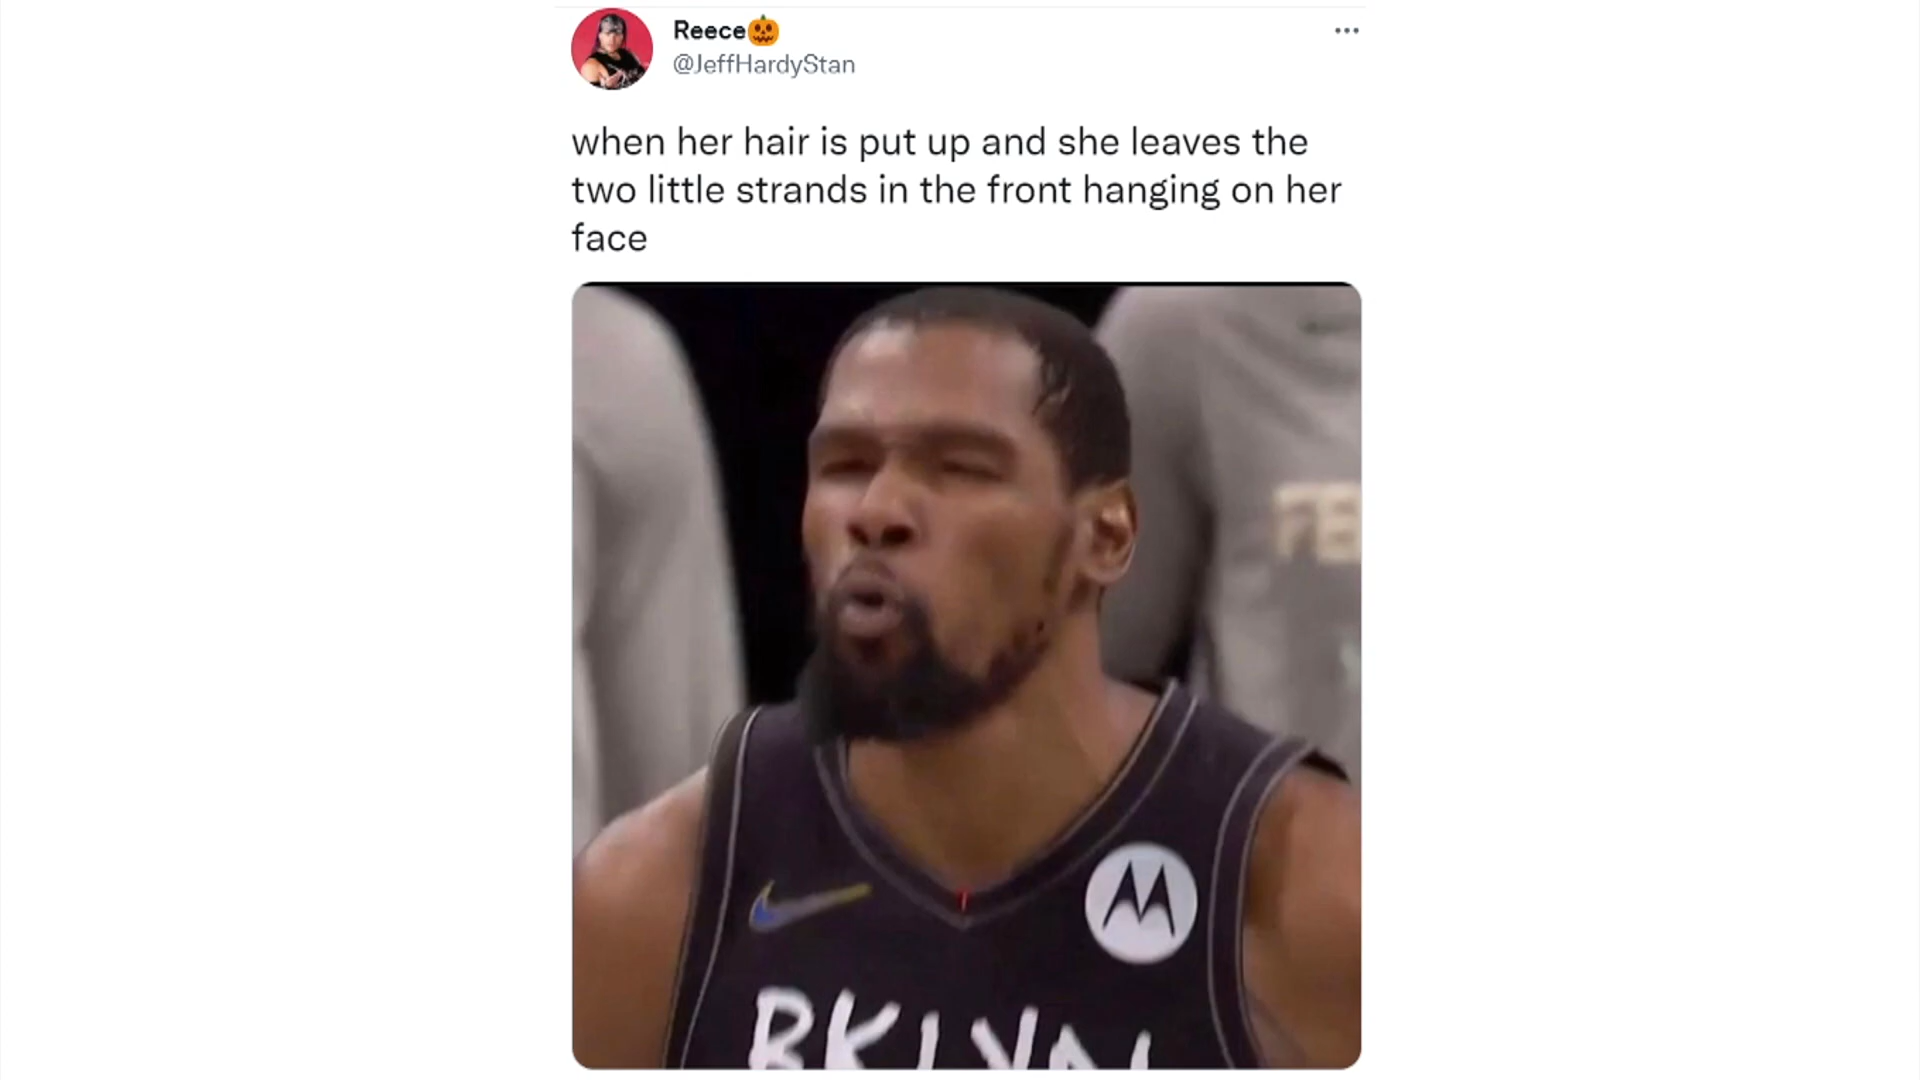 Reece🎃
@JeffHardyStan
when her hair is put up and she leaves the
two little strands in the front hanging on her
face
BKLYN